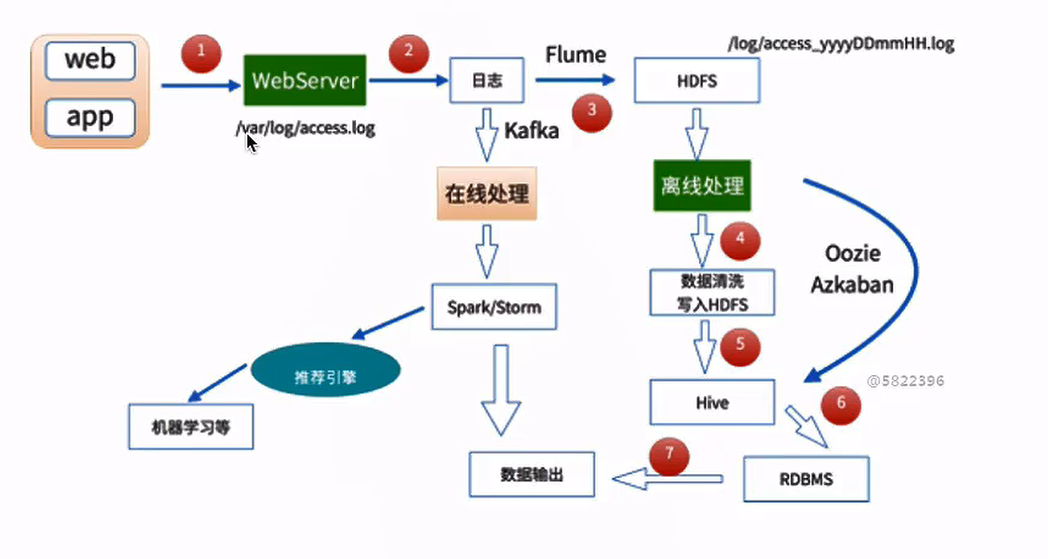 /log/access_yyyyDDmmHH.log
web
app
1
WebServer
/var/log/access.log
2
日志
Flume
3
HDFS
Kafka
在线处理
离线处理
4
Oozie
Azkaban
数据清洗
写入HDFS
Spark/Storm
5
推荐引擎
@5822396
Hive
6
机器学习等
7
数据输出
RDBMS